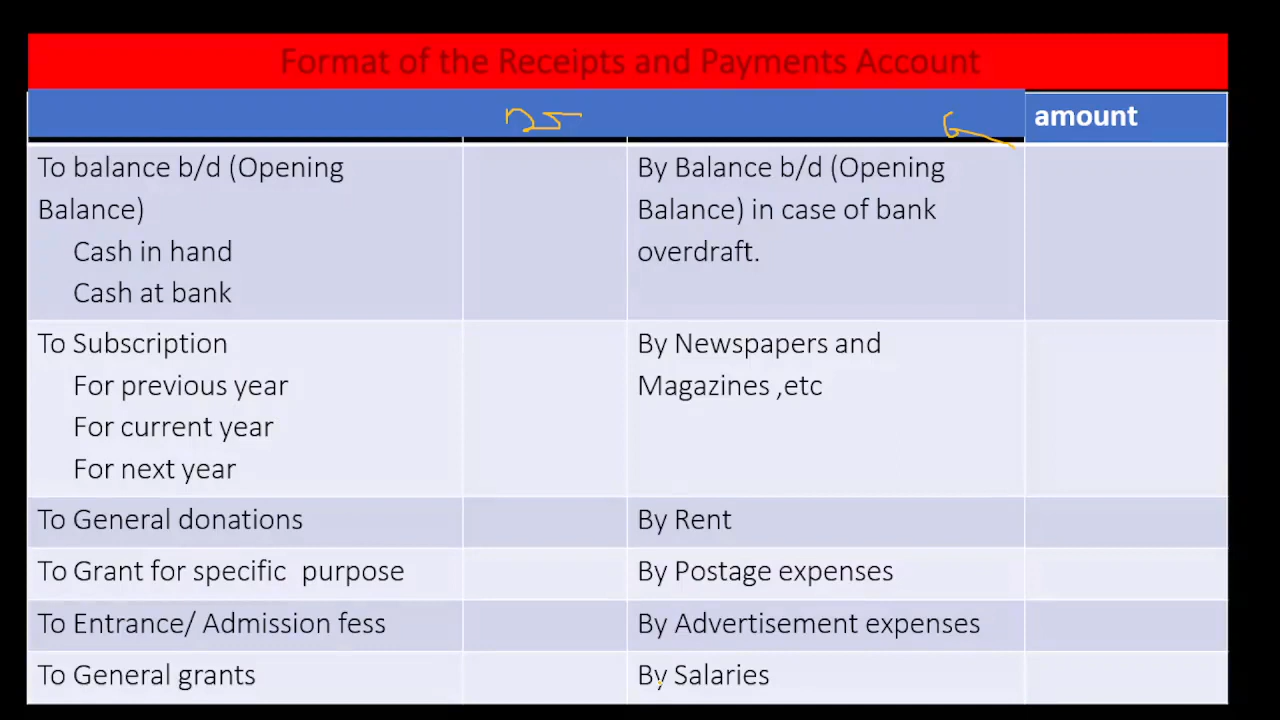 Format of the Receipts and Payments Account
amount
To balance b/d (Opening
Balance)
Cash in hand
Cash at bank
By Balance b/d (Opening
Balance) in case of bank
overdraft.
To Subscription
For previous year
For current year
For next year
By Newspapers and
Magazines ,etc
To General donations
By Rent
To Grant for specific purpose
By Postage expenses
To Entrance/ Admission fess
By Advertisement expenses
To General grants
By Salaries